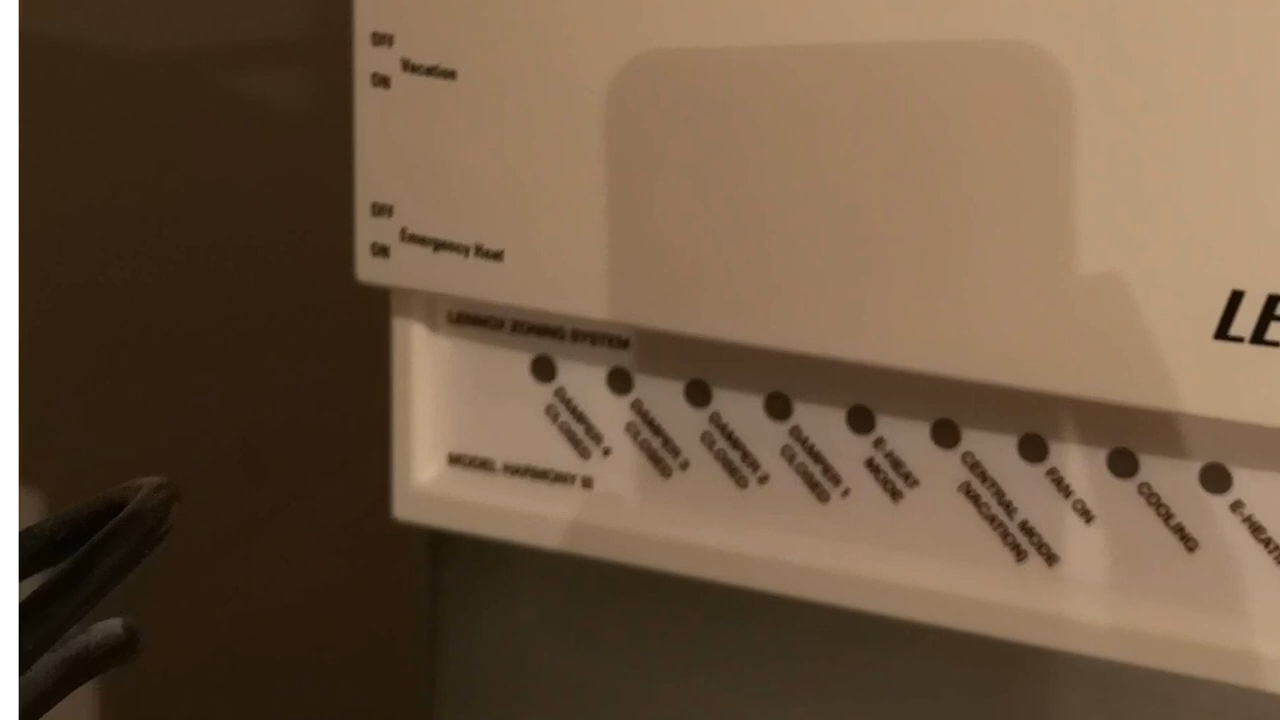 OFF
Vacation
ON
OFF
Emergency Heat
ON
LE
LENNOX ZONING SYSTEM
DAMPER 4
CLOSED
DAMPER 3
CLOSED
DAMPER 2
CLOSED
DAMPER 1
CLOSED
E-HEAT
MODE
CENTRAL MODE
(VACATION)
FAN ON
COOLING
E-HEAT
MODEL HARMONY III